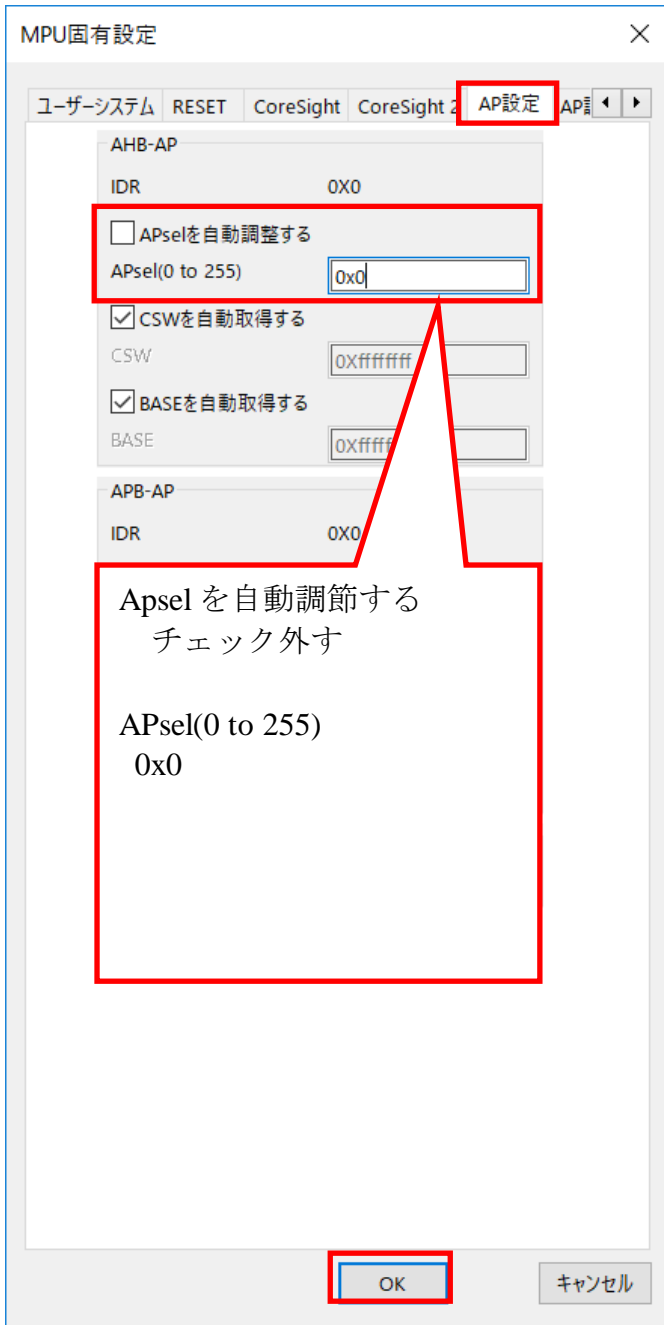 MPU固有設定
ユーザーシステム RESET CoreSight CoreSight 2 AP設定
AHB-AP
IDR 0X0
APselを自動調整する
APsel(0 to 255) 0x0
CSWを自動取得する
CSW 0Xffffffff
BASEを自動取得する
BASE 0Xfffff
APB-AP
IDR 0X0
Apsel を自動調節する
チェック外す
APsel(0 to 255)
0x0
OK キャンセル